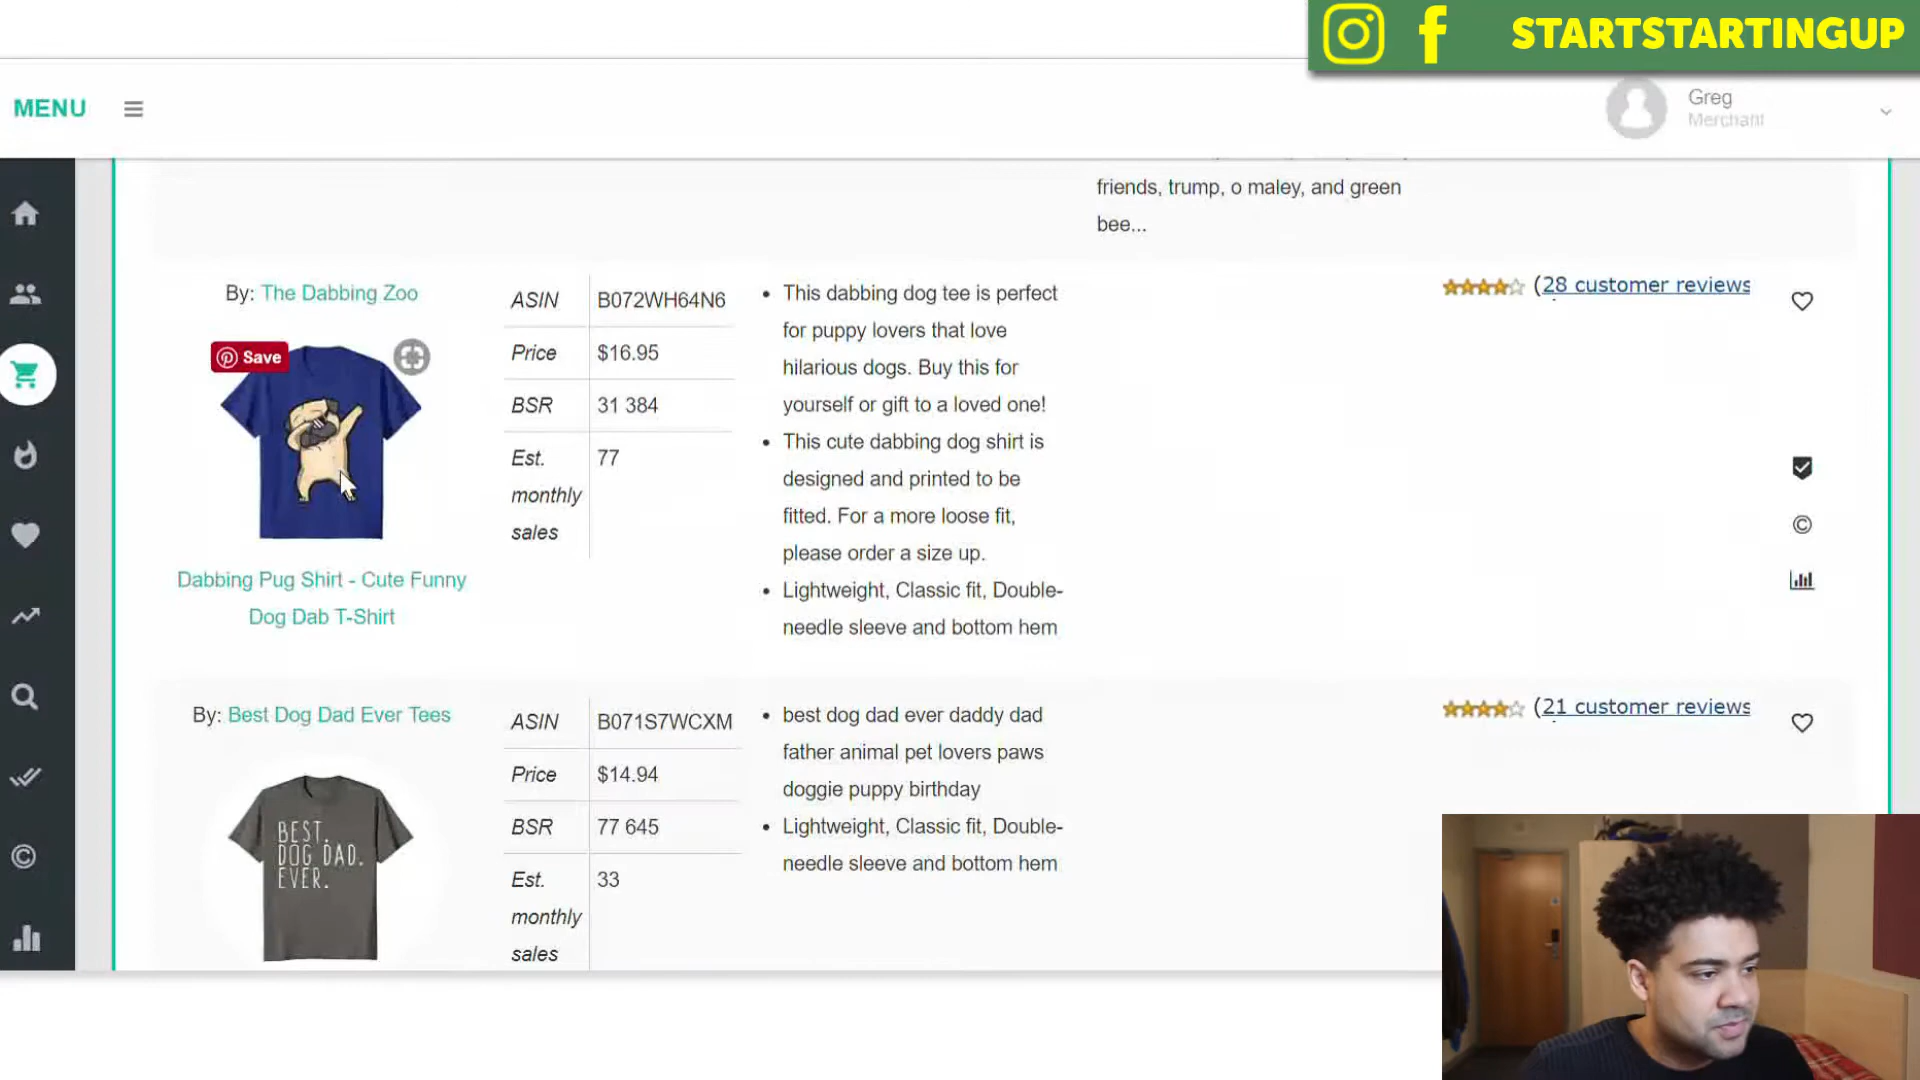 STARTSTARTINGUP
MENU
Greg
Merchant
friends, trump, o maley, and green
bee...
By: The Dabbing Zoo
Save
Dabbing Pug Shirt - Cute Funny
Dog Dab T-Shirt
ASIN B072WH64N6
Price $16.95
BSR 31 384
Est. monthly sales 77
This dabbing dog tee is perfect
for puppy lovers that love
hilarious dogs. Buy this for
yourself or gift to a loved one!
This cute dabbing dog shirt is
designed and printed to be
fitted. For a more loose fit,
please order a size up.
Lightweight, Classic fit, Double-
needle sleeve and bottom hem
(28 customer reviews
By: Best Dog Dad Ever Tees
BEST.
DOG DAD.
EVER.
ASIN B071S7WCXM
Price $14.94
BSR 77 645
Est. monthly sales 33
best dog dad ever daddy dad
father animal pet lovers paws
doggie puppy birthday
Lightweight, Classic fit, Double-
needle sleeve and bottom hem
(21 customer reviews